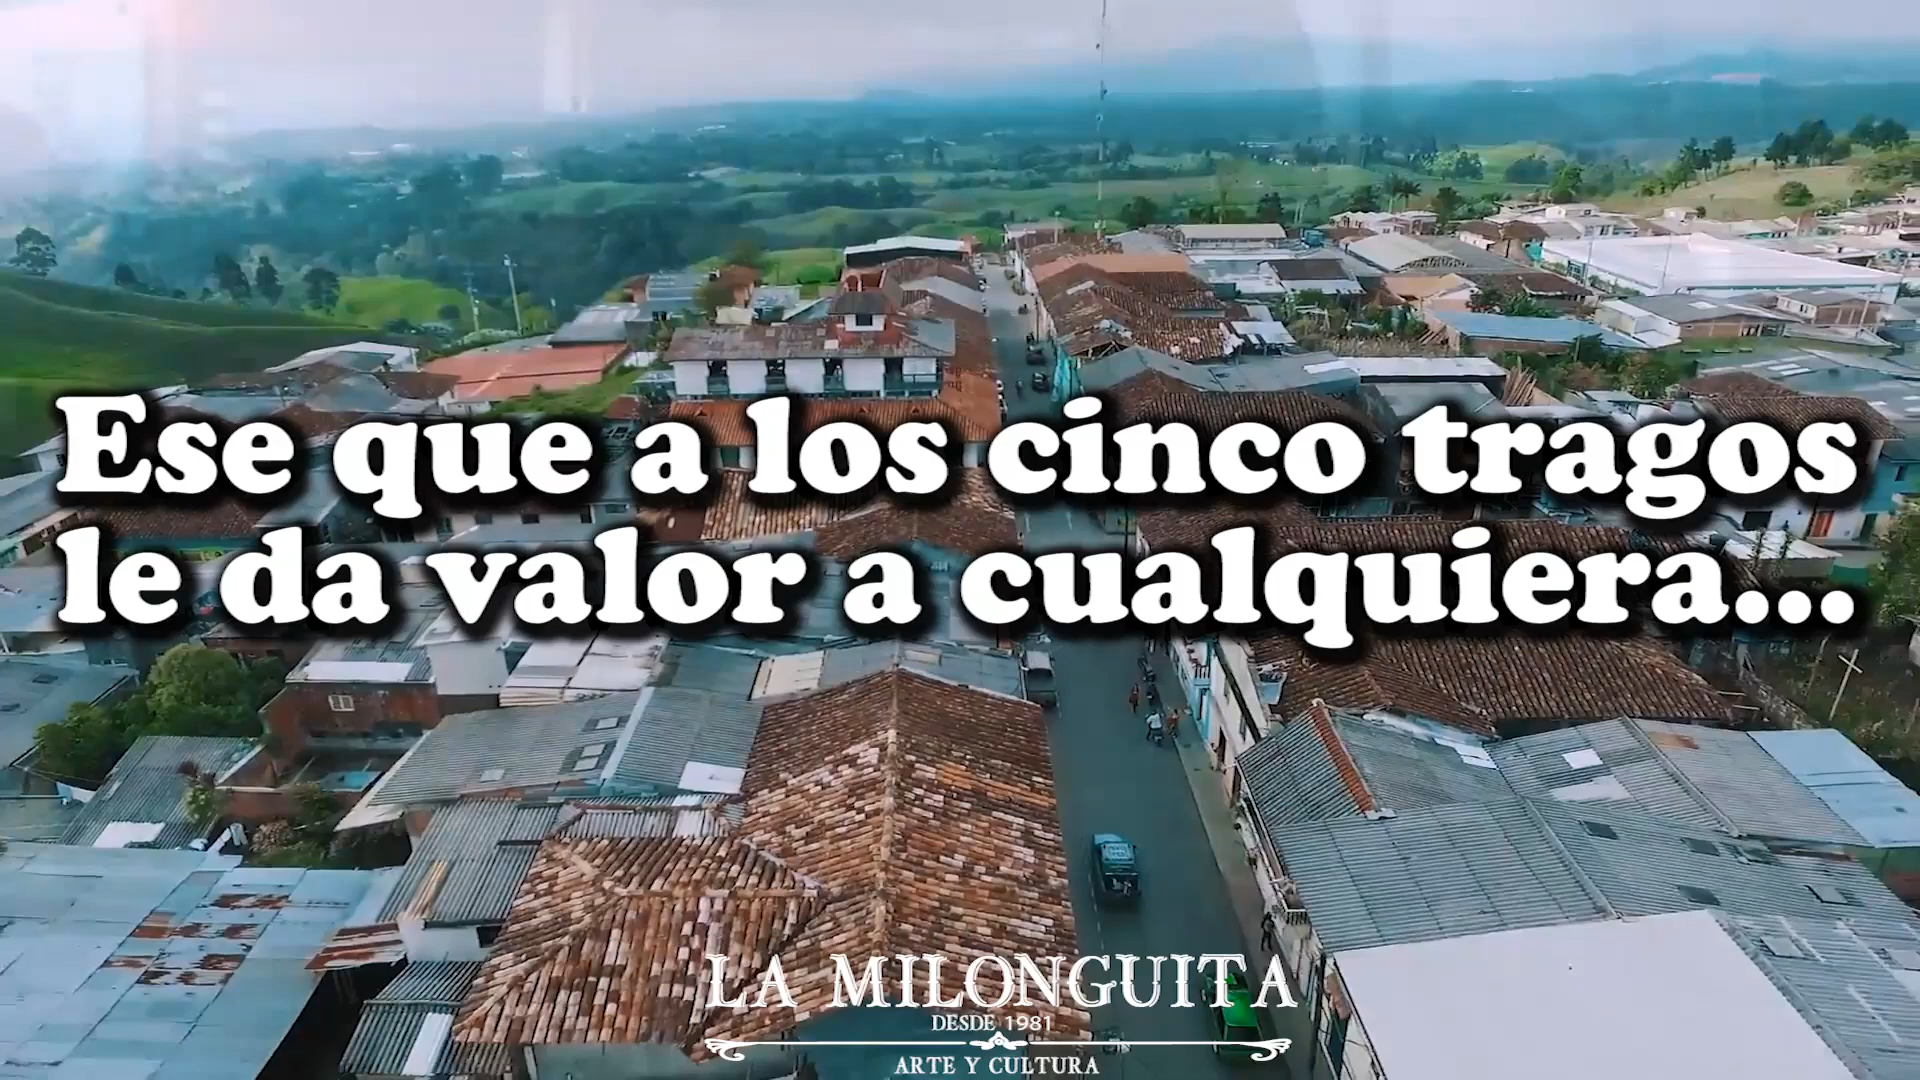 Ese que a los cinco tragos
le da valor a cualquiera...
LA MILONGUITA
DESDE 1981
ARTE Y CULTURA